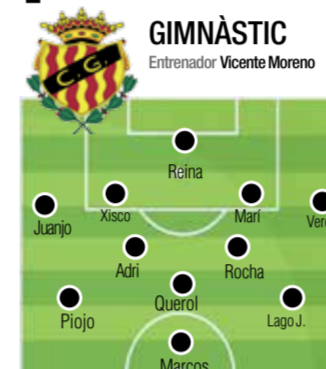 GIMNÀSTIC
Entrenador Vicente Moreno
C. G.
Reina
Xisco
Marí
Juanjo
Adri
Rocha
Querol
Piojo
Lago J.
Marcos